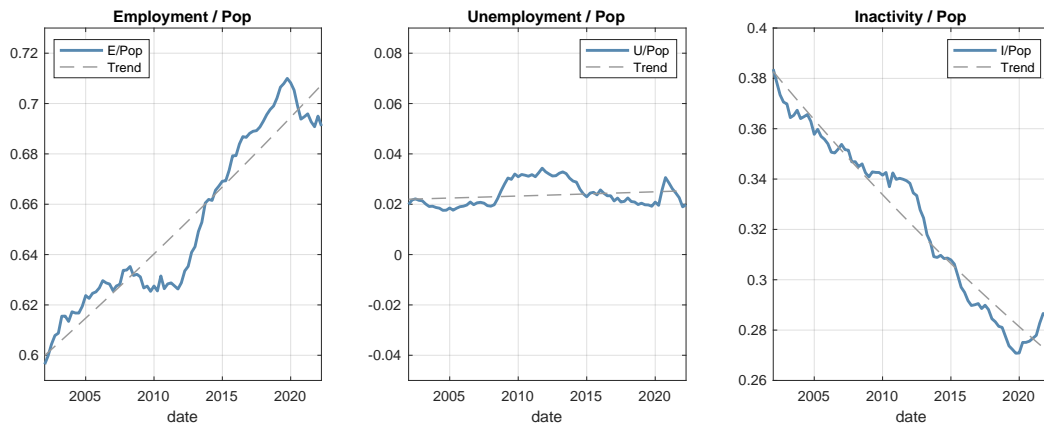 Employment / Pop
E/Pop
Trend
0.72
0.7
0.68
0.66
0.64
0.62
0.6
2005 2010 2015 2020
date
Unemployment / Pop
U/Pop
Trend
0.08
0.06
0.04
0.02
0
-0.02
-0.04
2005 2010 2015 2020
date
Inactivity / Pop
I/Pop
Trend
0.4
0.38
0.36
0.34
0.32
0.3
0.28
0.26
2005 2010 2015 2020
date